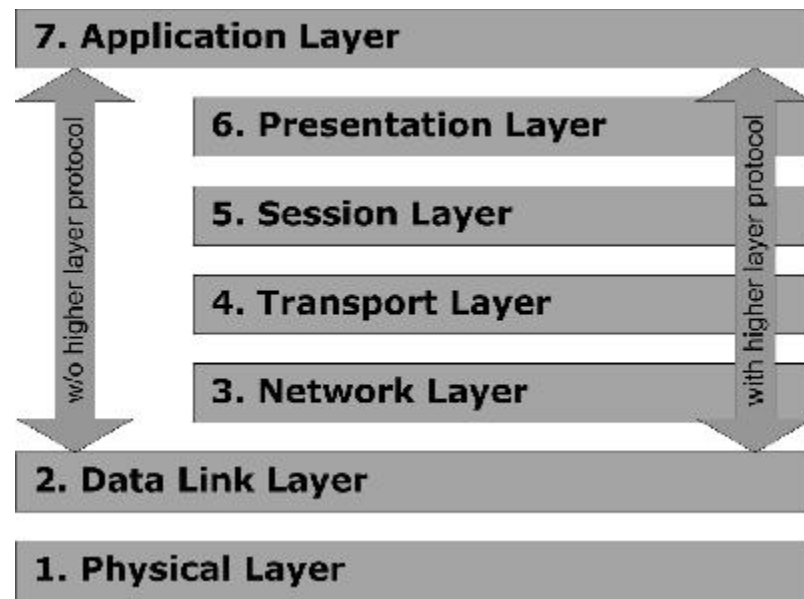 7. Application Layer
w/o higher layer protocol
6. Presentation Layer
5. Session Layer
4. Transport Layer
3. Network Layer
with higher layer protocol
2. Data Link Layer
1. Physical Layer